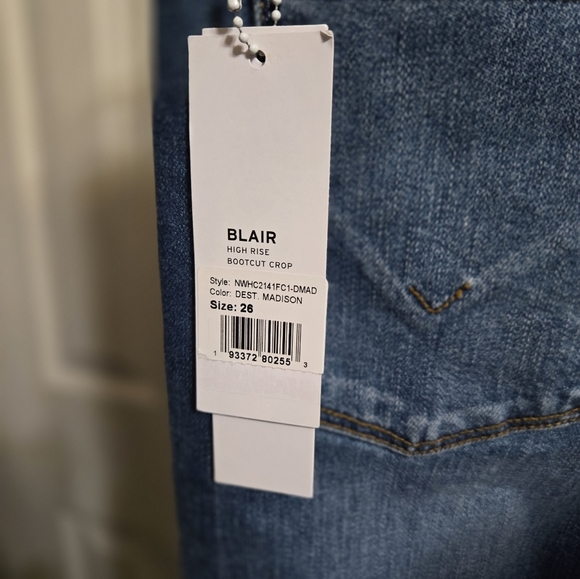 BLAIR
HIGH RISE
BOOTCUT CROP
Style: NWHC2141FC1-DMAD
Color: DEST. MADISON
Size: 26
1 93372 80255 3